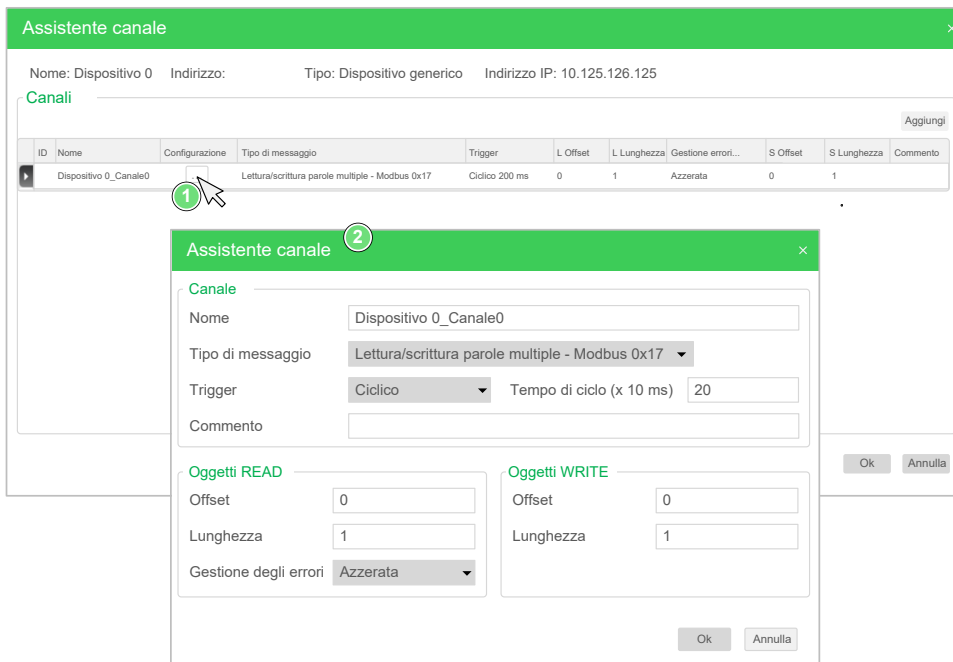 Assistente canale
Nome: Dispositivo 0 Indirizzo: Tipo: Dispositivo generico Indirizzo IP: 10.125.126.125
Canali
Aggiungi
ID Nome Configurazione Tipo di messaggio Trigger L Offset L Lunghezza Gestione errori... S Offset S Lunghezza Commento
Dispositivo 0_Canale0 ... Lettura/scrittura parole multiple - Modbus 0x17 Ciclico 200 ms 0 1 Azzerata 0 1
1
Assistente canale 2
Canale
Nome Dispositivo 0_Canale0
Tipo di messaggio Lettura/scrittura parole multiple - Modbus 0x17
Trigger Ciclico Tempo di ciclo (x 10 ms) 20
Commento
Ok Annulla
Oggetti READ Oggetti WRITE
Offset 0 Offset 0
Lunghezza 1 Lunghezza 1
Gestione degli errori Azzerata
Ok Annulla